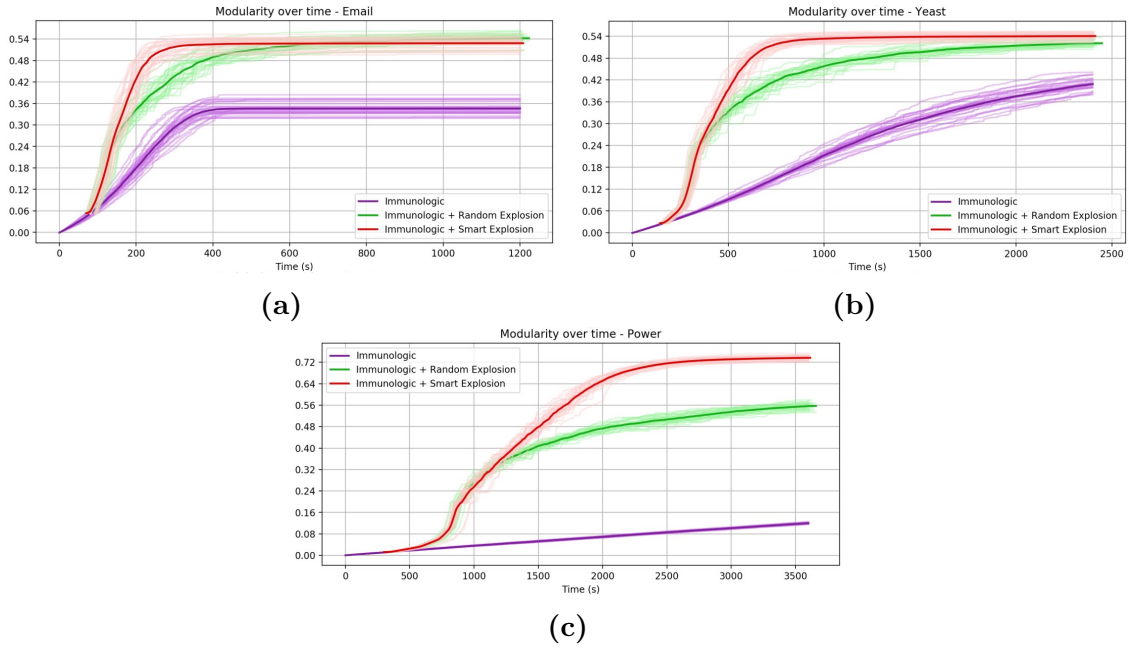 Modularity over time - Email
0.54
0.48
0.42
0.36
0.30
0.24
0.18
0.12
0.06
0.00
Immunologic
Immunologic + Random Explosion
Immunologic + Smart Explosion
0 200 400 600 800 1000 1200
Time (s)
(a)
Modularity over time - Yeast
0.54
0.48
0.42
0.36
0.30
0.24
0.18
0.12
0.06
0.00
Immunologic
Immunologic + Random Explosion
Immunologic + Smart Explosion
0 500 1000 1500 2000 2500
Time (s)
(b)
Modularity over time - Power
Immunologic
Immunologic + Random Explosion
Immunologic + Smart Explosion
0.72
0.64
0.56
0.48
0.40
0.32
0.24
0.16
0.08
0.00
0 500 1000 1500 2000 2500 3000 3500
Time (s)
(c)